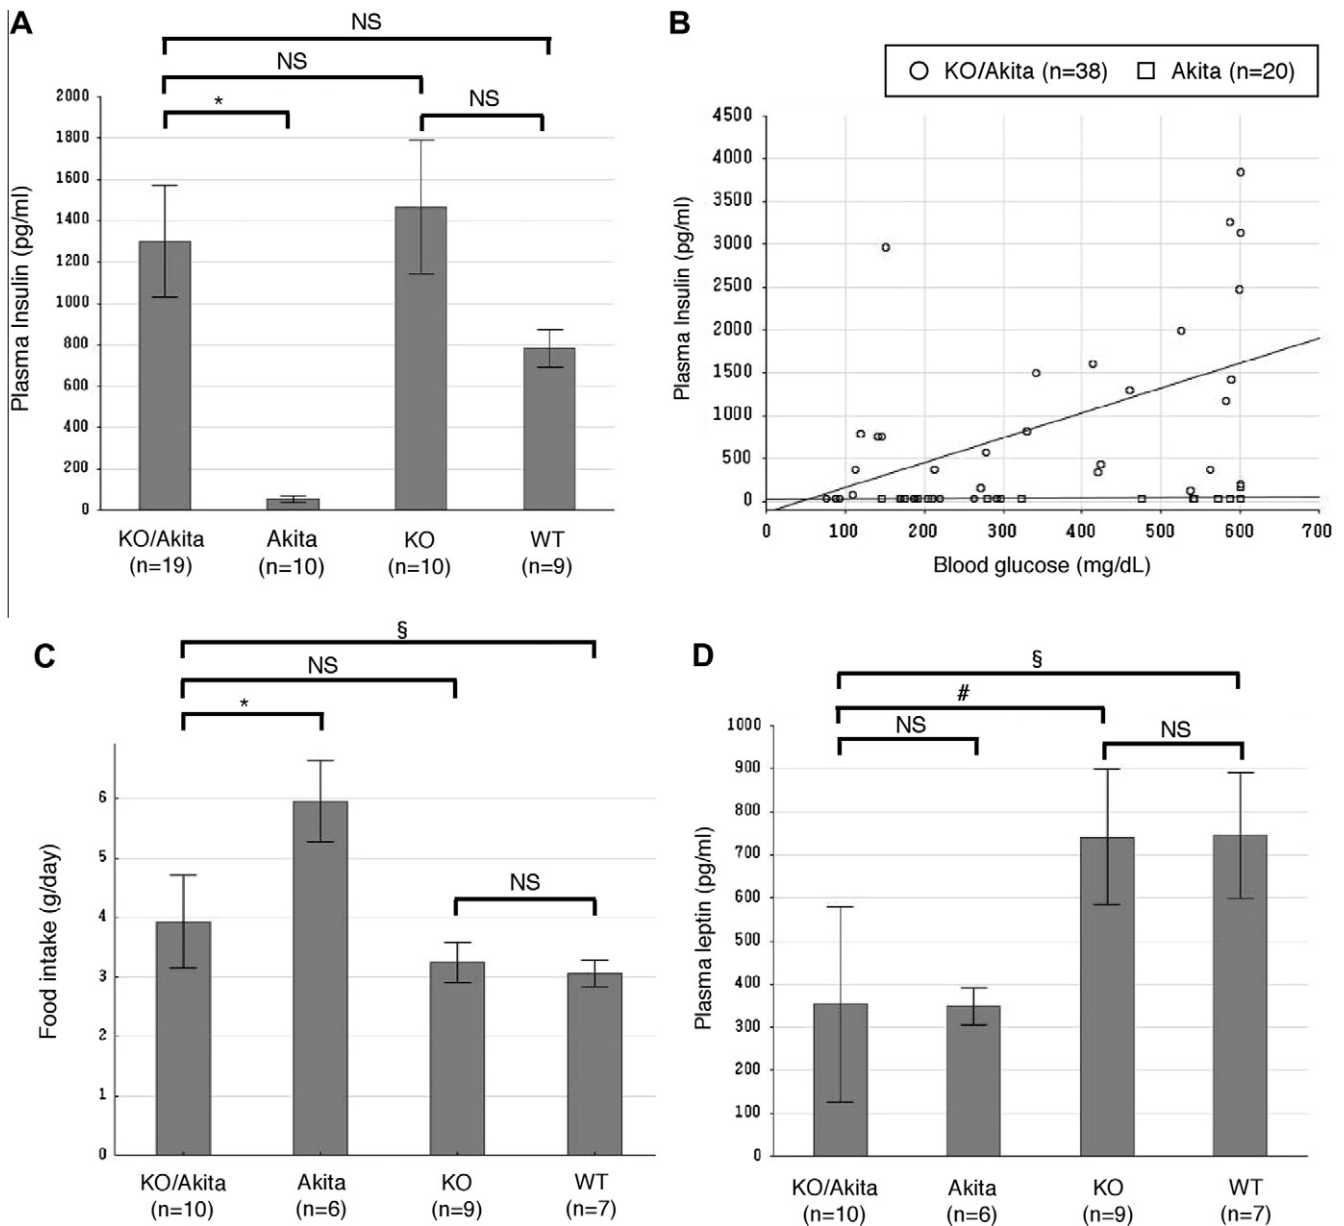 A
NS
NS
*
NS
2000
1800
1600
1400
1200
1000
800
600
400
200
0
Plasma Insulin (pg/ml)
KO/Akita Akita KO WT
(n=19) (n=10) (n=10) (n=9)
B
KO/Akita (n=38) Akita (n=20)
4500
4000
3500
3000
2500
2000
1500
1000
500
0
Plasma Insulin (pg/ml)
0 100 200 300 400 500 600 700
Blood glucose (mg/dL)
C
§
NS
*
6
5
4
3
2
1
0
NS
Food intake (g/day)
KO/Akita Akita KO WT
(n=10) (n=6) (n=9) (n=7)
D
§
#
NS
NS
1000
900
800
700
600
500
400
300
200
100
0
Plasma leptin (pg/ml)
KO/Akita Akita KO WT
(n=10) (n=6) (n=9) (n=7)